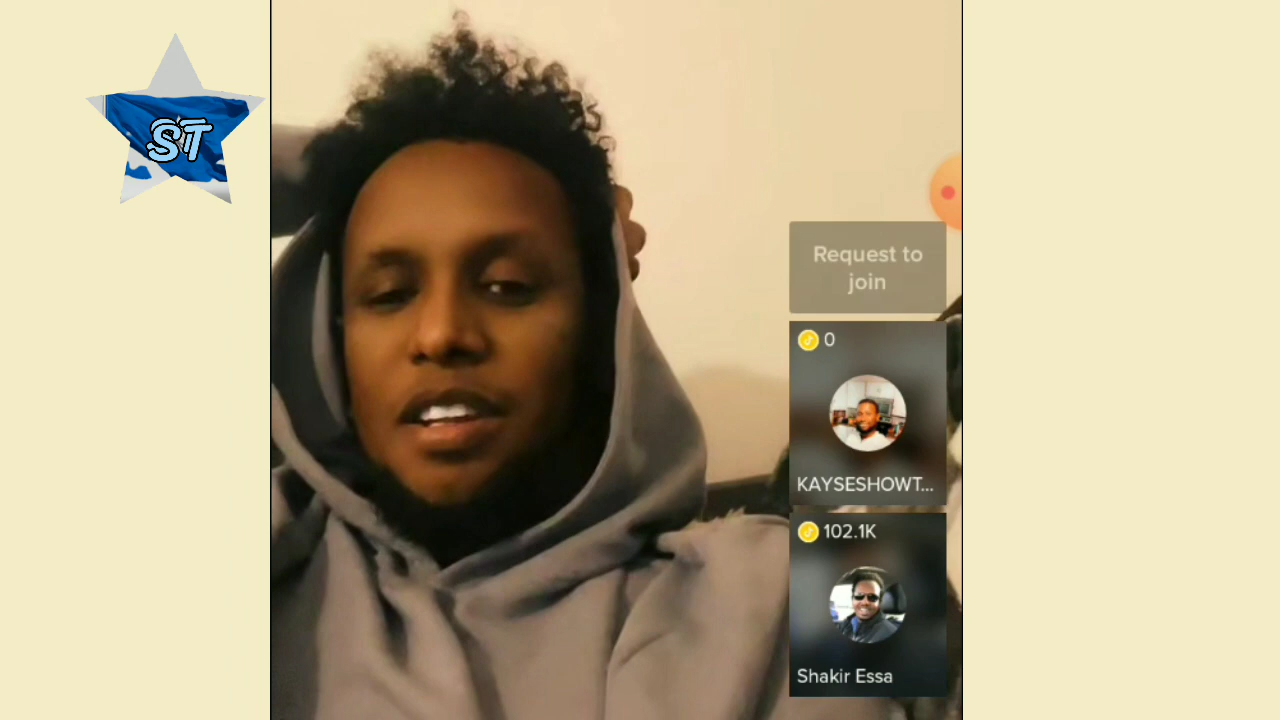 ST
Request to
join
0
KAYSESHOWT...
102.1K
Shakir Essa